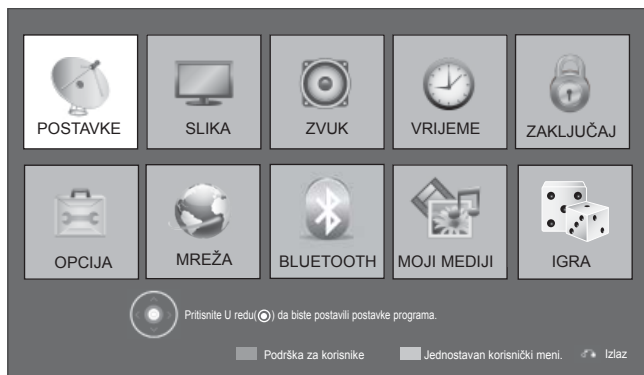 POSTAVKE SLIKA ZVUK VRIJEME ZAKLJUČAJ
OPCIJA MREŽA BLUETOOTH MOJI MEDIJI IGRA
Pritisnite U redu(◉) da biste postavili postavke programa.
Podrška za korisnike Jednostavan korisnički meni. Izlaz